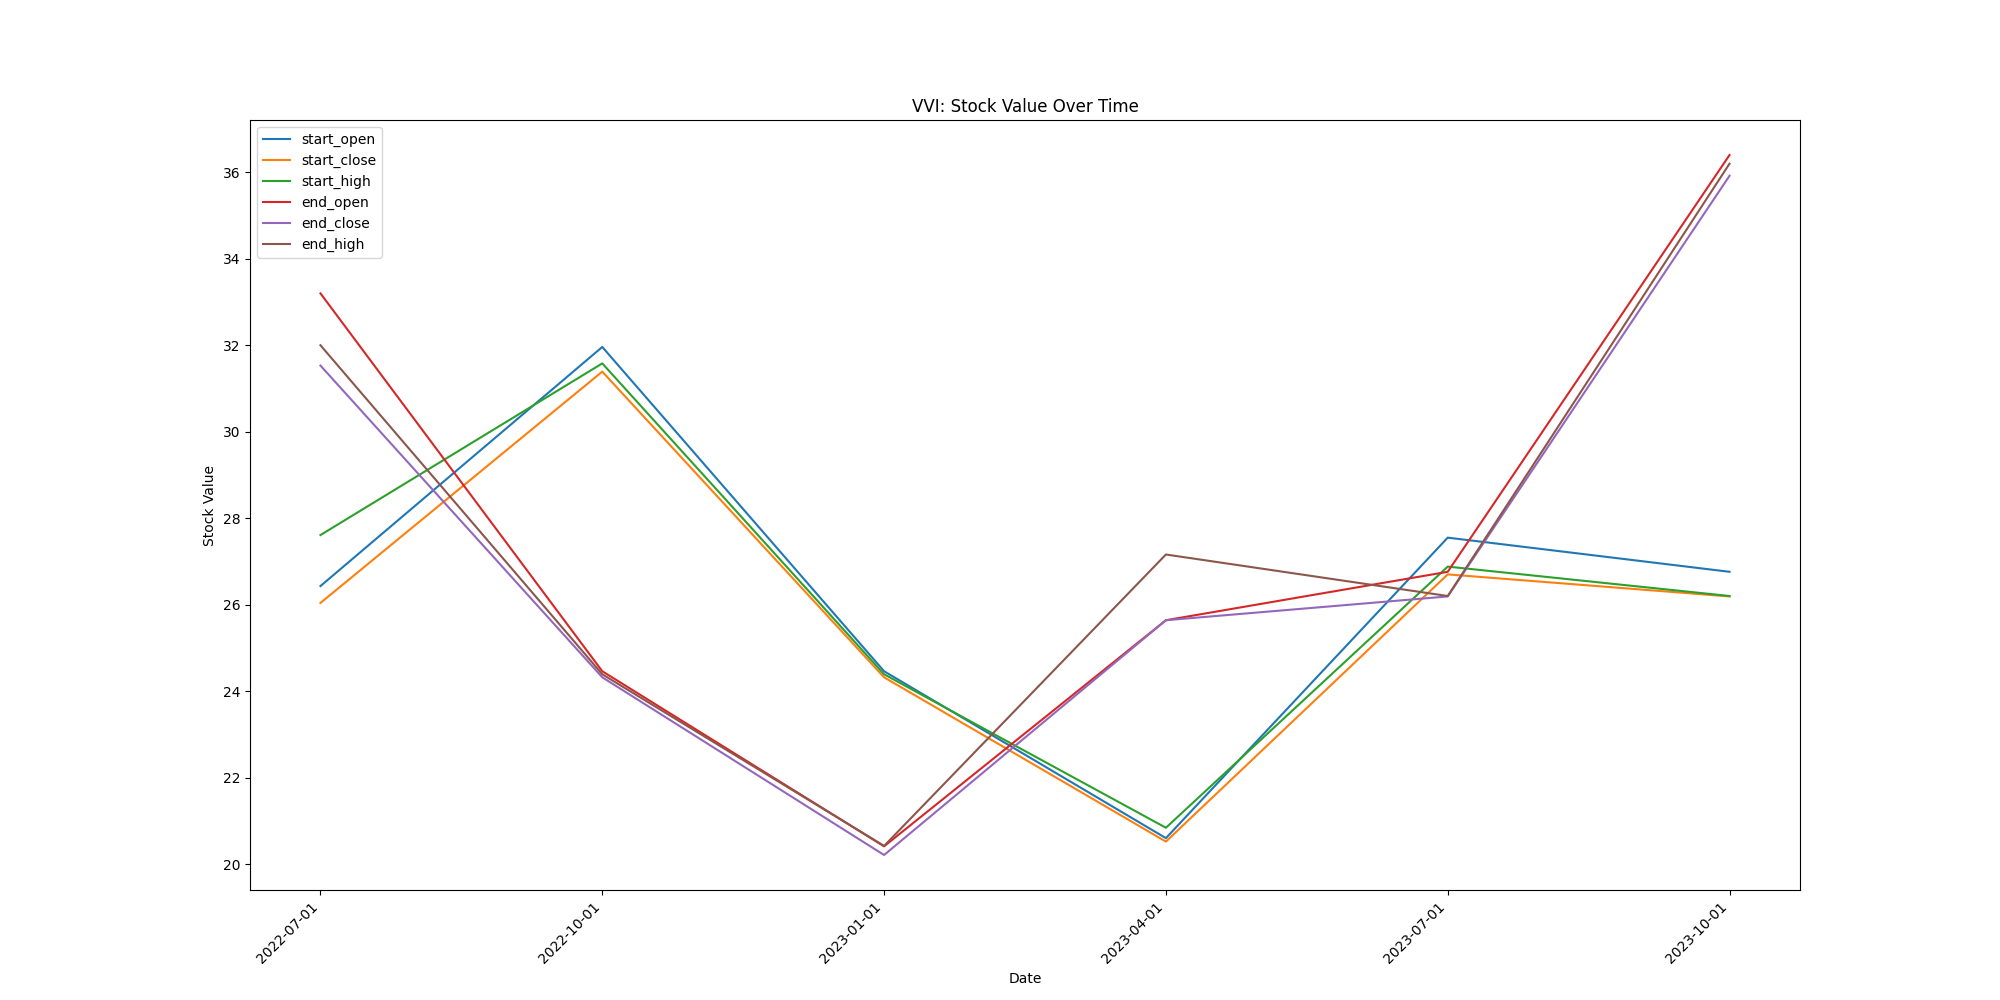 VVI: Stock Value Over Time
start_open
start_close
start_high
end_open
end_close
end_high
36
34
32
30
28
26
24
22
20
Stock Value
2022-07-01
2022-10-01
2023-01-01
2023-04-01
2023-07-01
2023-10-01
Date